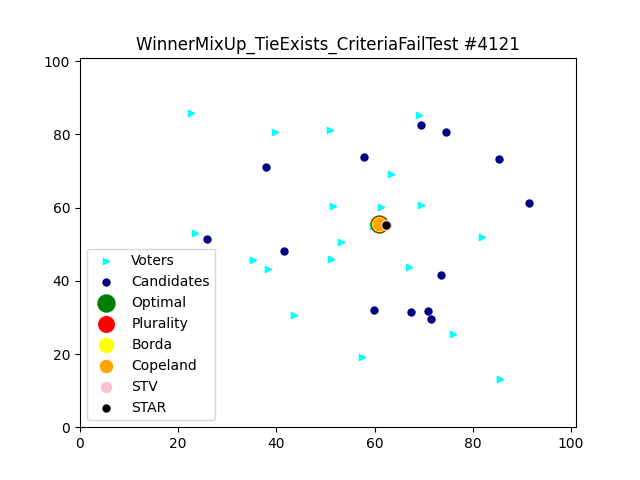 WinnerMixUp_TieExists_CriteriaFailTest #4121
100
80
60
40
20
0
Voters
Candidates
Optimal
Plurality
Borda
Copeland
STV
STAR
0 20 40 60 80 100